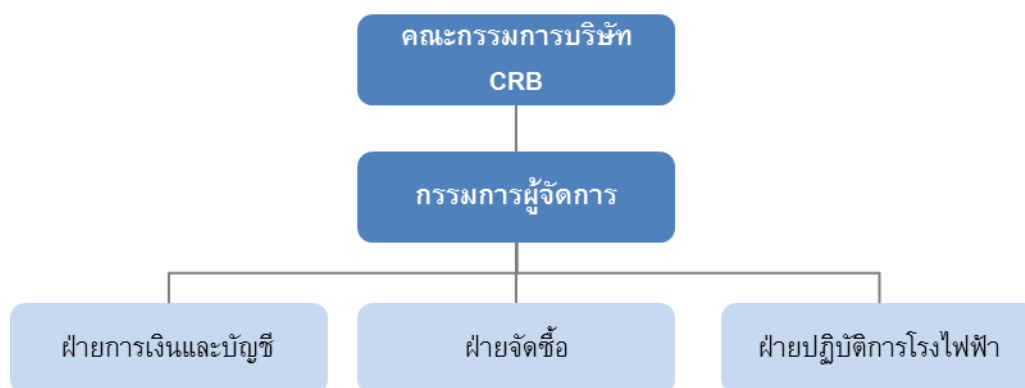 คณะกรรมการบริษัท
CRB
กรรมการผู้จัดการ
ฝ่ายการเงินและบัญชี
ฝ่ายจัดซื้อ
ฝ่ายปฏิบัติการโรงไฟฟ้า